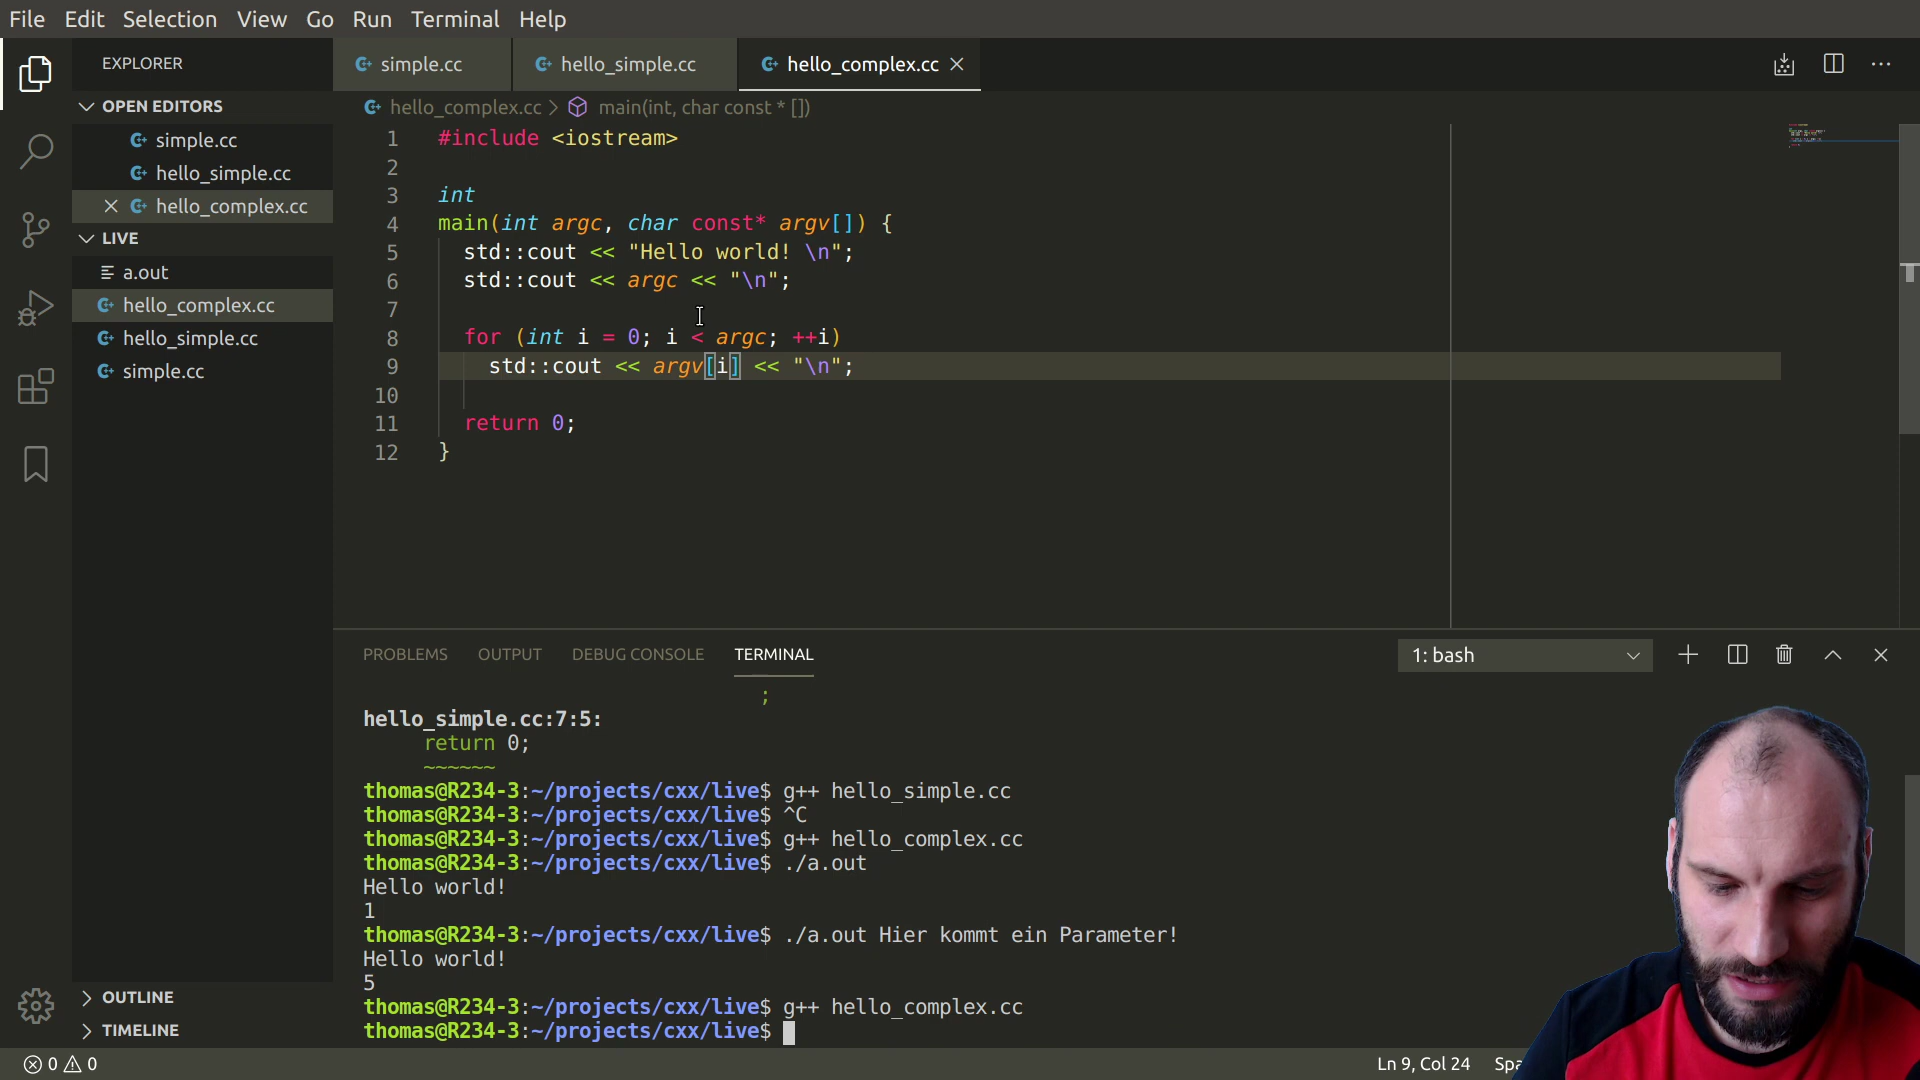 File Edit Selection View Go Run Terminal Help
EXPLORER
OPEN EDITORS
simple.cc
hello_simple.cc
hello_complex.cc
LIVE
a.out
hello_complex.cc
hello_simple.cc
simple.cc
OUTLINE
TIMELINE
simple.cc hello_simple.cc hello_complex.cc
hello_complex.cc > main(int, char const * [])
1 #include <iostream>
2
3 int
4 main(int argc, char const* argv[]) {
5 std::cout << "Hello world! \n";
6 std::cout << argc << "\n";
7
8 for (int i = 0; i < argc; ++i)
9 std::cout << argv[i] << "\n";
10
11 return 0;
12 }
PROBLEMS OUTPUT DEBUG CONSOLE TERMINAL 1: bash
;
hello_simple.cc:7:5:
return 0;
~~~~~~
thomas@R234-3:~/projects/cxx/live$ g++ hello_simple.cc
thomas@R234-3:~/projects/cxx/live$ ^C
thomas@R234-3:~/projects/cxx/live$ g++ hello_complex.cc
thomas@R234-3:~/projects/cxx/live$ ./a.out
Hello world!
1
thomas@R234-3:~/projects/cxx/live$ ./a.out Hier kommt ein Parameter!
Hello world!
5
thomas@R234-3:~/projects/cxx/live$ g++ hello_complex.cc
thomas@R234-3:~/projects/cxx/live$
0 0 Ln 9, Col 24